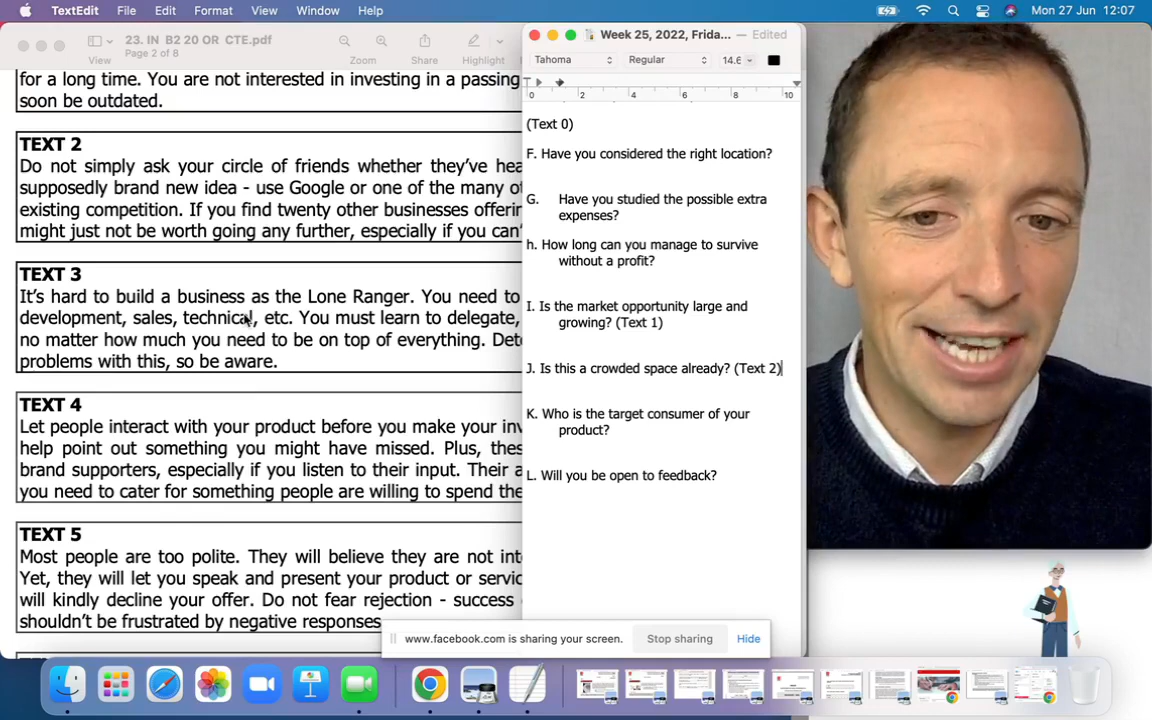 TextEdit File Edit Format View Window Help Mon 27 Jun 12:07
23. IN B2 20 OR CTE.pdf
Page 2 of 8
View Zoom Share Highlight
for a long time. You are not interested in investing in a passing
soon be outdated.
TEXT 2
Do not simply ask your circle of friends whether they've hea
supposedly brand new idea - use Google or one of the many ot
existing competition. If you find twenty other businesses offerin
might just not be worth going any further, especially if you can'
TEXT 3
It's hard to build a business as the Lone Ranger. You need to
development, sales, technical, etc. You must learn to delegate,
no matter how much you need to be on top of everything. Det
problems with this, so be aware.
TEXT 4
Let people interact with your product before you make your inv
help point out something you might have missed. Plus, thes
brand supporters, especially if you listen to their input. Their a
you need to cater for something people are willing to spend the
TEXT 5
Most people are too polite. They will believe they are not int
Yet, they will let you speak and present your product or servic
will kindly decline your offer. Do not fear rejection - success
shouldn't be frustrated by negative responses
Week 25, 2022, Frida... — Edited
Tahoma Regular 14.6
0 2 4 6 8 10
(Text 0)
F. Have you considered the right location?
G. Have you studied the possible extra
expenses?
h. How long can you manage to survive
without a profit?
I. Is the market opportunity large and
growing? (Text 1)
J. Is this a crowded space already? (Text 2)
K. Who is the target consumer of your
product?
L. Will you be open to feedback?
www.facebook.com is sharing your screen. Stop sharing Hide